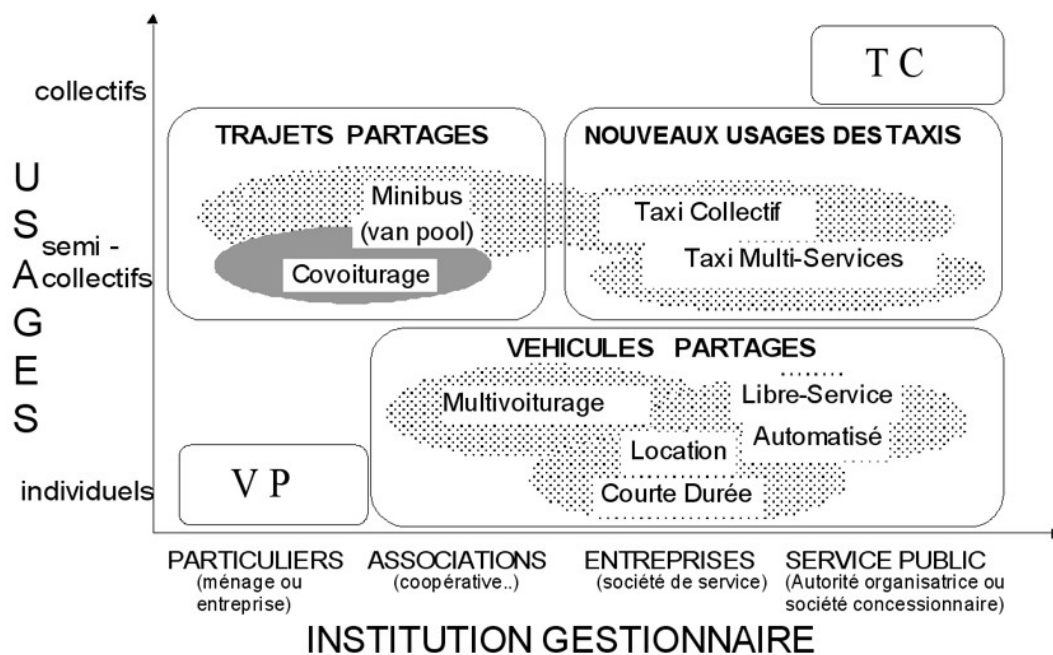 T C
collectifs
TRAJETS PARTAGES
NOUVEAUX USAGES DES TAXIS
USAGES
Minibus
(van pool)
Taxi Collectif
semi -
collectifs
Covoiturage
Taxi Multi-Services
VEHICULES PARTAGES
Multivoiturage
Libre-Service
Automatisé
Location
Courte Durée
individuels
V P
PARTICULIERS
(ménage ou
entreprise)
ASSOCIATIONS
(coopérative..)
ENTREPRISES
(société de service)
SERVICE PUBLIC
(Autorité organisatrice ou
société concessionnaire)
INSTITUTION GESTIONNAIRE